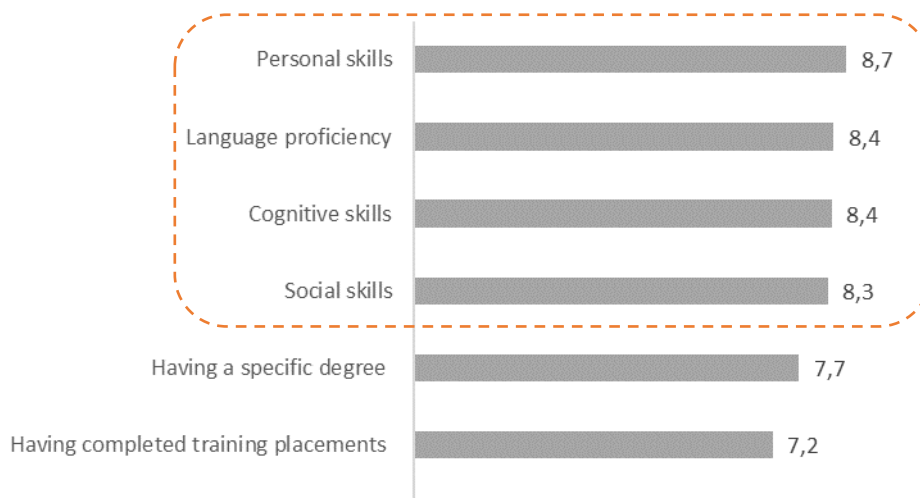 Personal skills 8,7
Language proficiency 8,4
Cognitive skills 8,4
Social skills 8,3
Having a specific degree 7,7
Having completed training placements 7,2